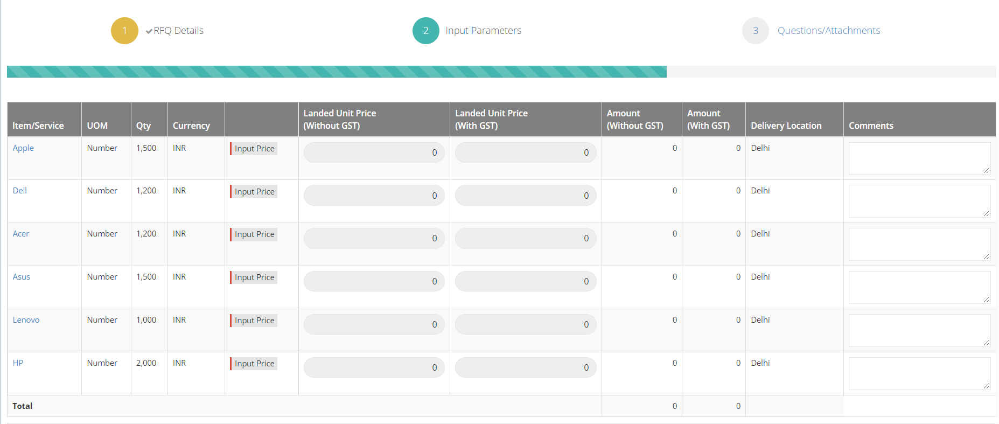 1 RFQ Details 2 Input Parameters 3 Questions/Attachments
Item/Service UOM Qty Currency Landed Unit Price (Without GST) Landed Unit Price (With GST) Amount (Without GST) Amount (With GST) Delivery Location Comments
Apple Number 1,500 INR Input Price 0 0 0 0 Delhi
Dell Number 1,200 INR Input Price 0 0 0 0 Delhi
Acer Number 1,200 INR Input Price 0 0 0 0 Delhi
Asus Number 1,500 INR Input Price 0 0 0 0 Delhi
Lenovo Number 1,000 INR Input Price 0 0 0 0 Delhi
HP Number 2,000 INR Input Price 0 0 0 0 Delhi
Total 0 0